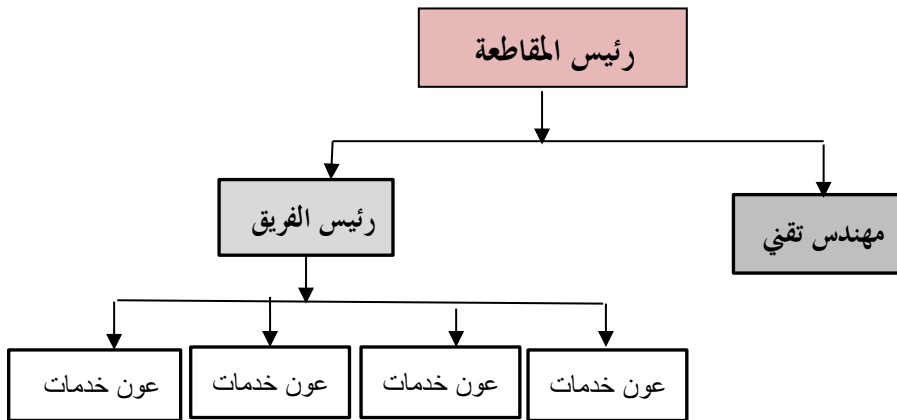 رئيس المقاطعة
مهندس تقني
رئيس الفريق
عون خدمات
عون خدمات
عون خدمات
عون خدمات